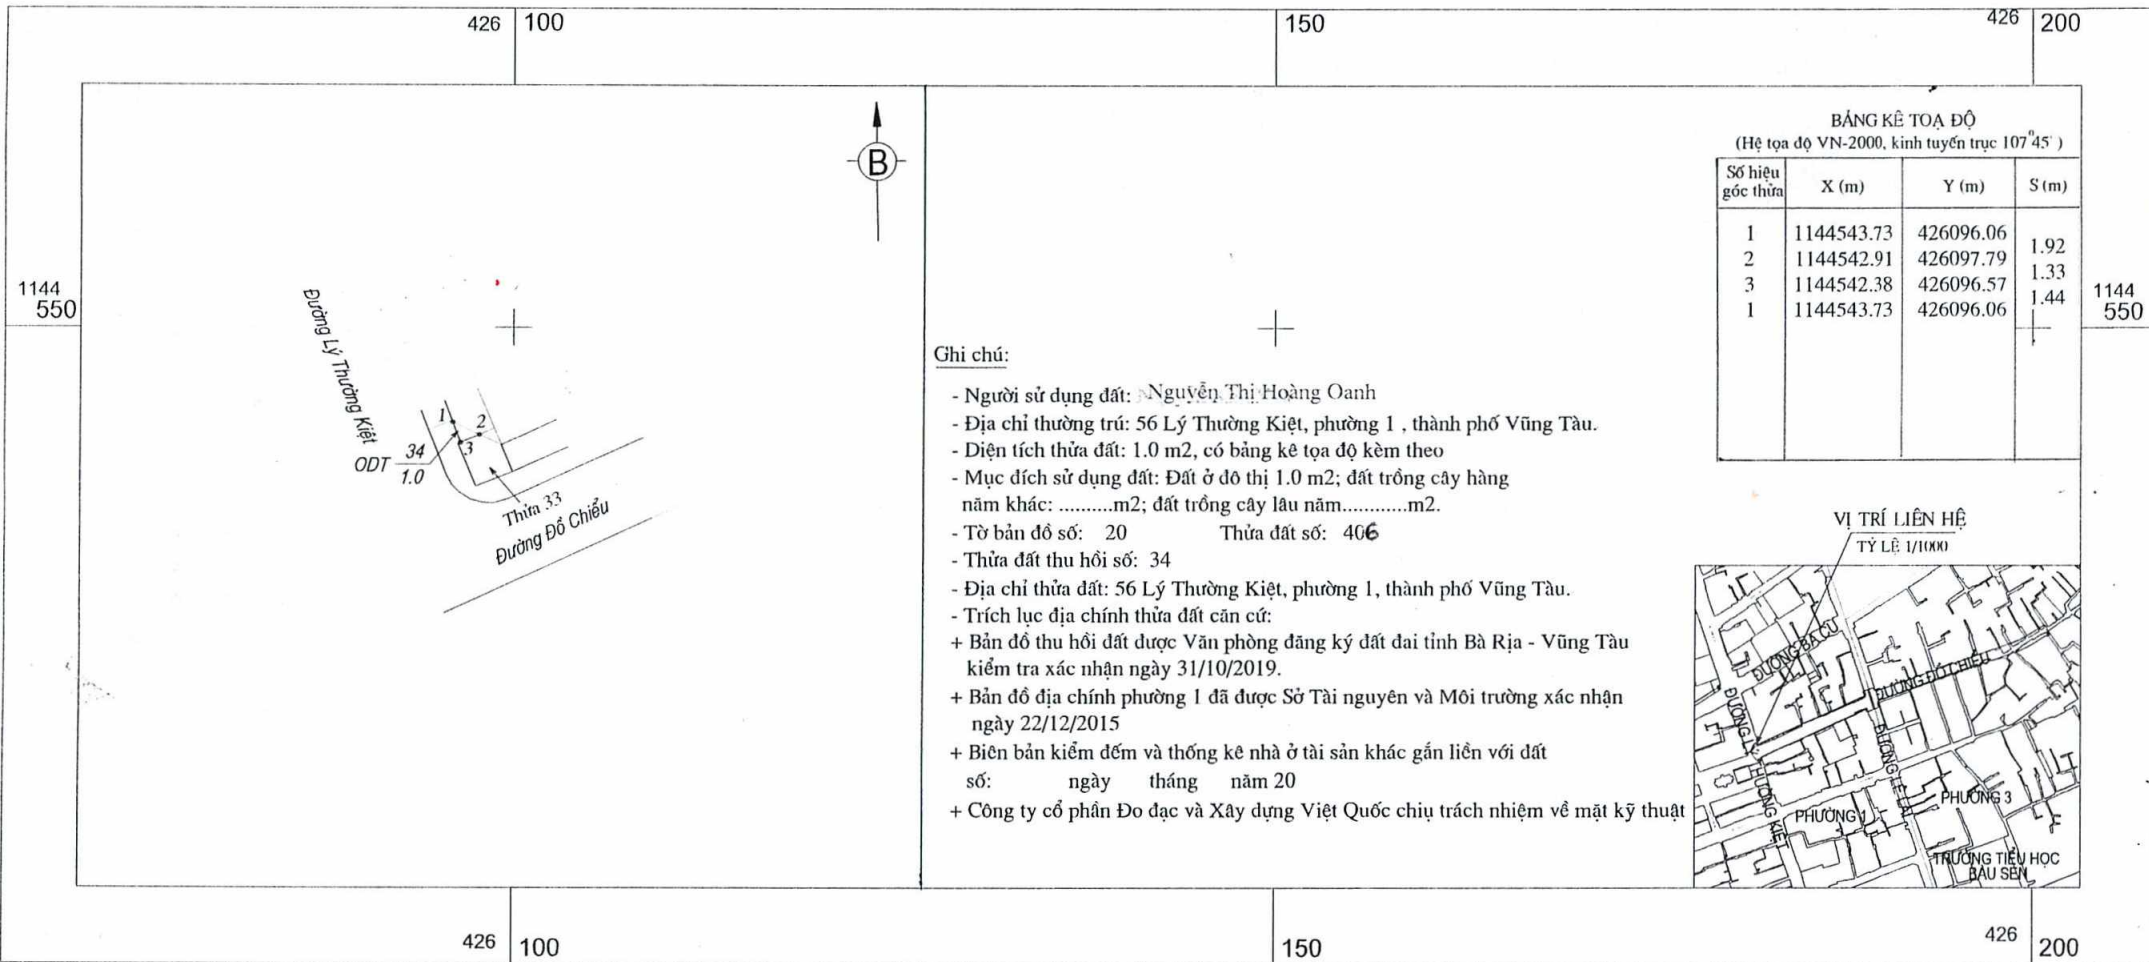 426 100 150 426 200
B
BẢNG KÊ TOẠ ĐỘ
(Hệ tọa độ VN-2000, kinh tuyến trục 107°45')
Số hiệu góc thửa X (m) Y (m) S (m)
1 1144543.73 426096.06
1.92
2 1144542.91 426097.79
1.33
3 1144542.38 426096.57
1.44
1 1144543.73 426096.06
1144
550
1144
550
Đường Lý Thường Kiệt
1
2
3
ODT 34
1.0
Thửa 33
Đường Đồ Chiểu
Ghi chú:
- Người sử dụng đất: Nguyễn Thị Hoàng Oanh
- Địa chỉ thường trú: 56 Lý Thường Kiệt, phường 1 , thành phố Vũng Tàu.
- Diện tích thửa đất: 1.0 m2, có bảng kê tọa độ kèm theo
- Mục đích sử dụng đất: Đất ở đô thị 1.0 m2; đất trồng cây hàng
năm khác: ..........m2; đất trồng cây lâu năm............m2.
- Tờ bản đồ số: 20 Thửa đất số: 406
- Thửa đất thu hồi số: 34
- Địa chỉ thửa đất: 56 Lý Thường Kiệt, phường 1, thành phố Vũng Tàu.
- Trích lục địa chính thửa đất căn cứ:
+ Bản đồ thu hồi đất được Văn phòng đăng ký đất đai tỉnh Bà Rịa - Vũng Tàu
kiểm tra xác nhận ngày 31/10/2019.
+ Bản đồ địa chính phường 1 đã được Sở Tài nguyên và Môi trường xác nhận
ngày 22/12/2015
+ Biên bản kiểm đếm và thống kê nhà ở tài sản khác gắn liền với đất
số: ngày tháng năm 20
+ Công ty cổ phần Đo đạc và Xây dựng Việt Quốc chịu trách nhiệm về mặt kỹ thuật
VỊ TRÍ LIÊN HỆ
TỶ LỆ 1/1000
ĐƯỜNG BA CU
ĐƯỜNG ĐỒ CHIỂU
ĐƯỜNG LÝ THƯỜNG KIỆT
ĐƯỜNG LÊ LAI
PHƯỜNG 3
PHƯỜNG 1
TRƯỜNG TIỂU HỌC
BÀU SEN
426 100 150 426 200